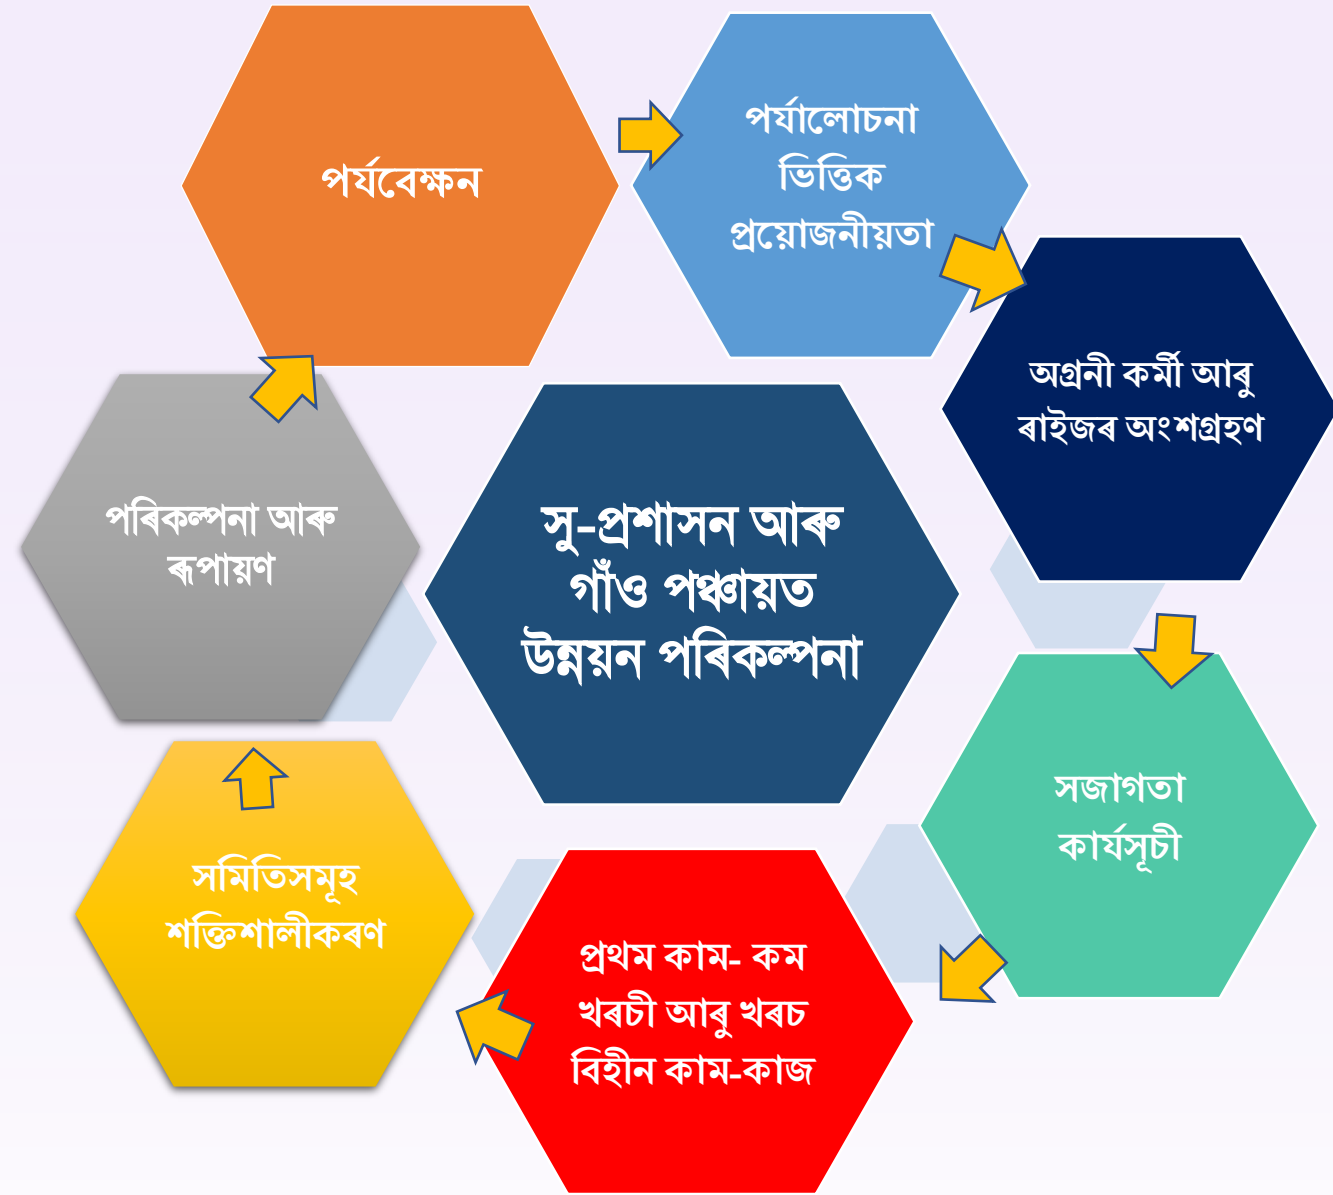 পৰ্যবেক্ষন
পৰ্যালোচনা
ভিত্তিক
প্ৰয়োজনীয়তা
অগ্ৰনী কৰ্মী আৰু
ৰাইজৰ অংশগ্ৰহণ
সজাগতা
কাৰ্যসূচী
প্ৰথম কাম- কম
খৰচী আৰু খৰচ
বিহীন কাম-কাজ
সমিতিসমূহ
শক্তিশালীকৰণ
পৰিকল্পনা আৰু
ৰূপায়ণ
সু-প্ৰশাসন আৰু
গাঁও পঞ্চায়ত
উন্নয়ন পৰিকল্পনা